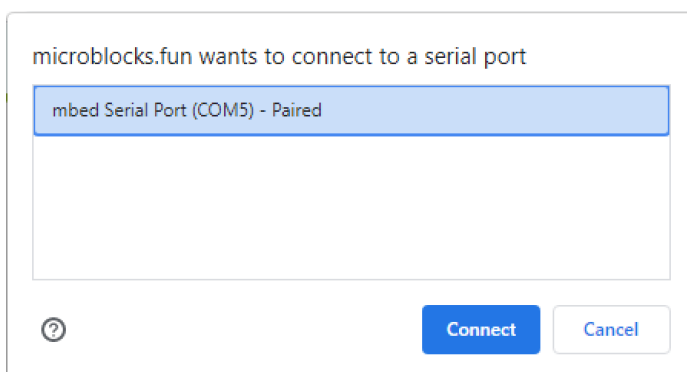 microblocks.fun wants to connect to a serial port
mbed Serial Port (COM5) - Paired
Connect
Cancel